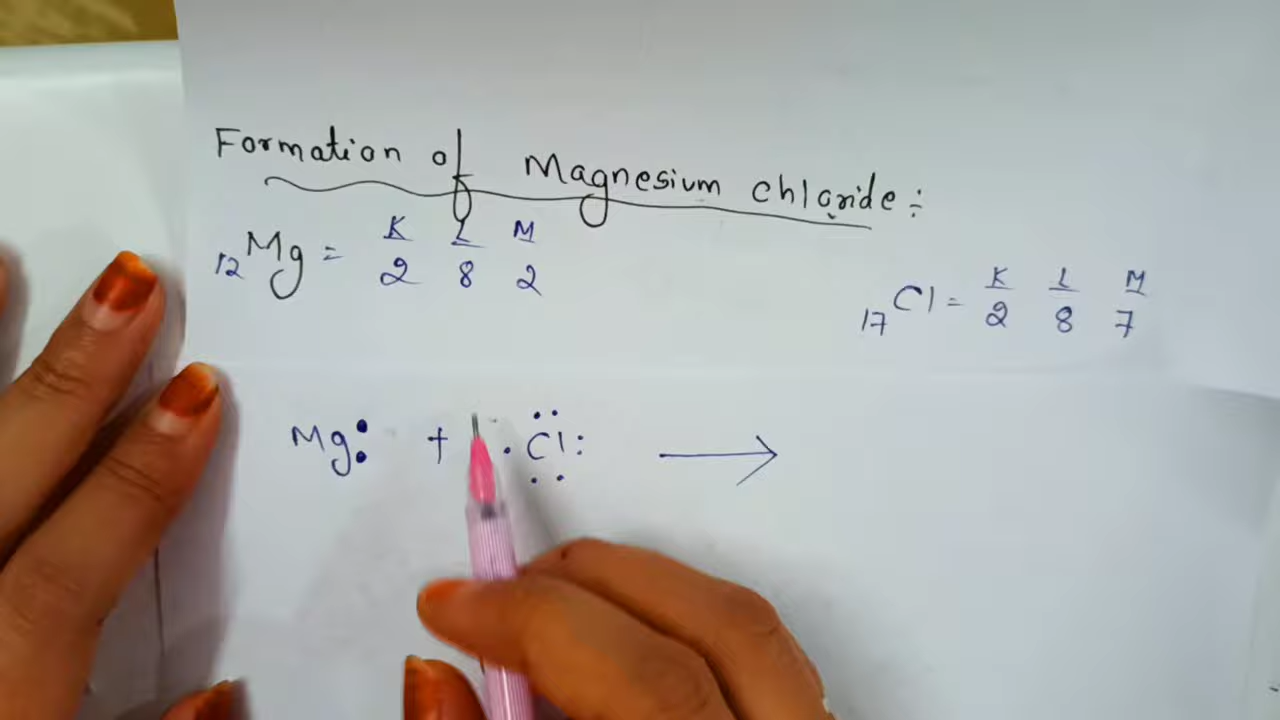 Formation of Magnesium chloride :
K L M
12Mg = 2 8 2
K L M
17Cl = 2 8 7
Mg: + .Cl: →